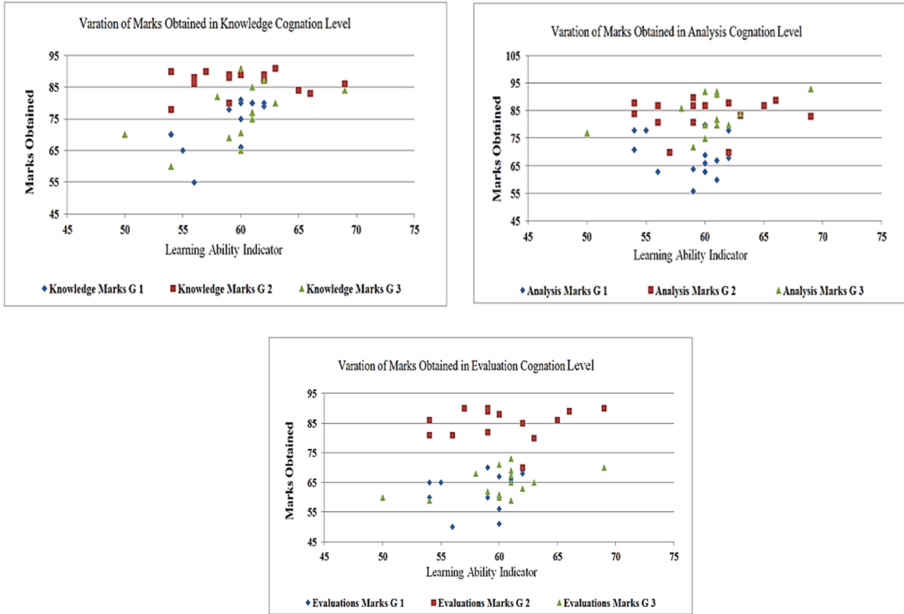 Varation of Marks Obtained in Knowledge Cognation Level
Marks Obtained
95
85
75
65
55
45
45 50 55 60 65 70 75
Learning Ability Indicator
Knowledge Marks G 1 Knowledge Marks G 2 Knowledge Marks G 3
Varation of Marks Obtained in Analysis Cognation Level
Marks Obtained
105
95
85
75
65
55
45
45 50 55 60 65 70 75
Learning Ability Indicator
Analysis Marks G 1 Analysis Marks G 2 Analysis Marks G 3
Varation of Marks Obtained in Evaluation Cognation Level
Marks Obtained
95
85
75
65
55
45
45 50 55 60 65 70 75
Learning Ability Indicator
Evaluations Marks G 1 Evaluations Marks G 2 Evaluations Marks G 3